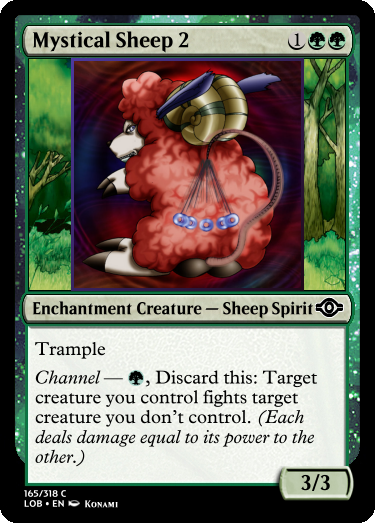 Mystical Sheep 2 1
Enchantment Creature — Sheep Spirit
Trample
Channel — , Discard this: Target
creature you control fights target
creature you don't control. (Each
deals damage equal to its power to the
other.)
3/3
165/318 C
LOB • EN Konami